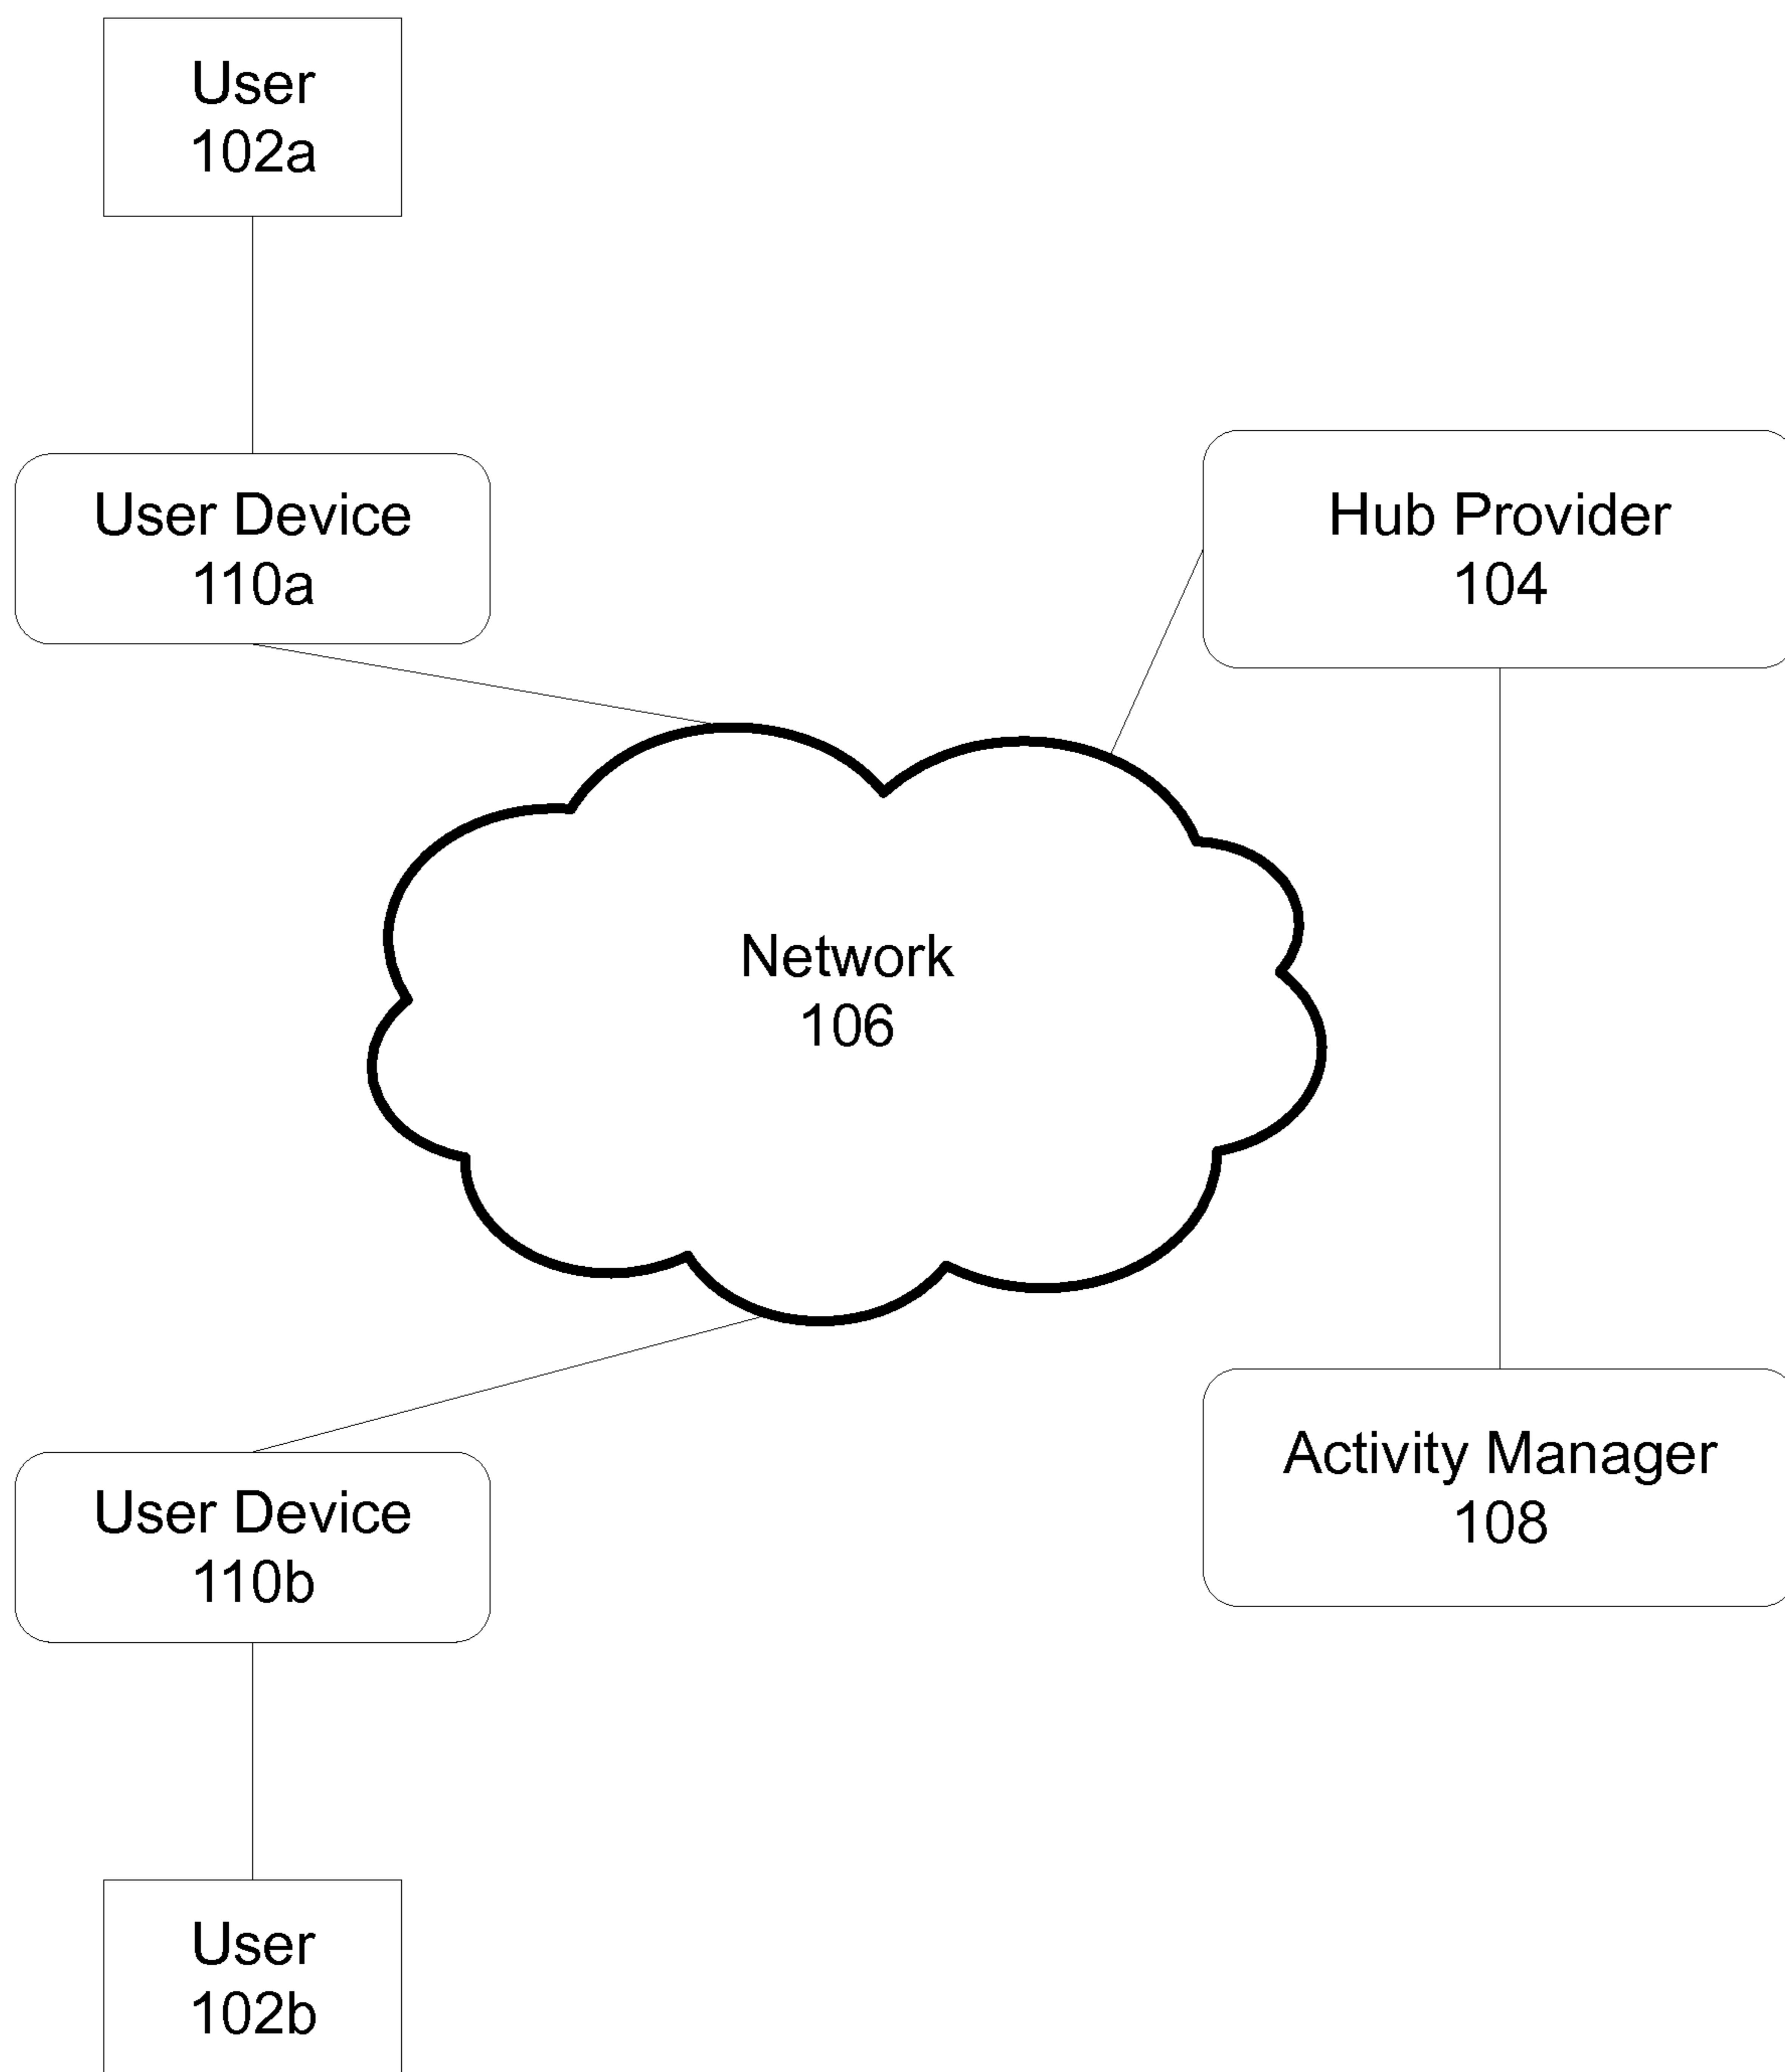 User
102a
User Device
110a
Hub Provider
104
Network
106
Activity Manager
108
User Device
110b
User
102b